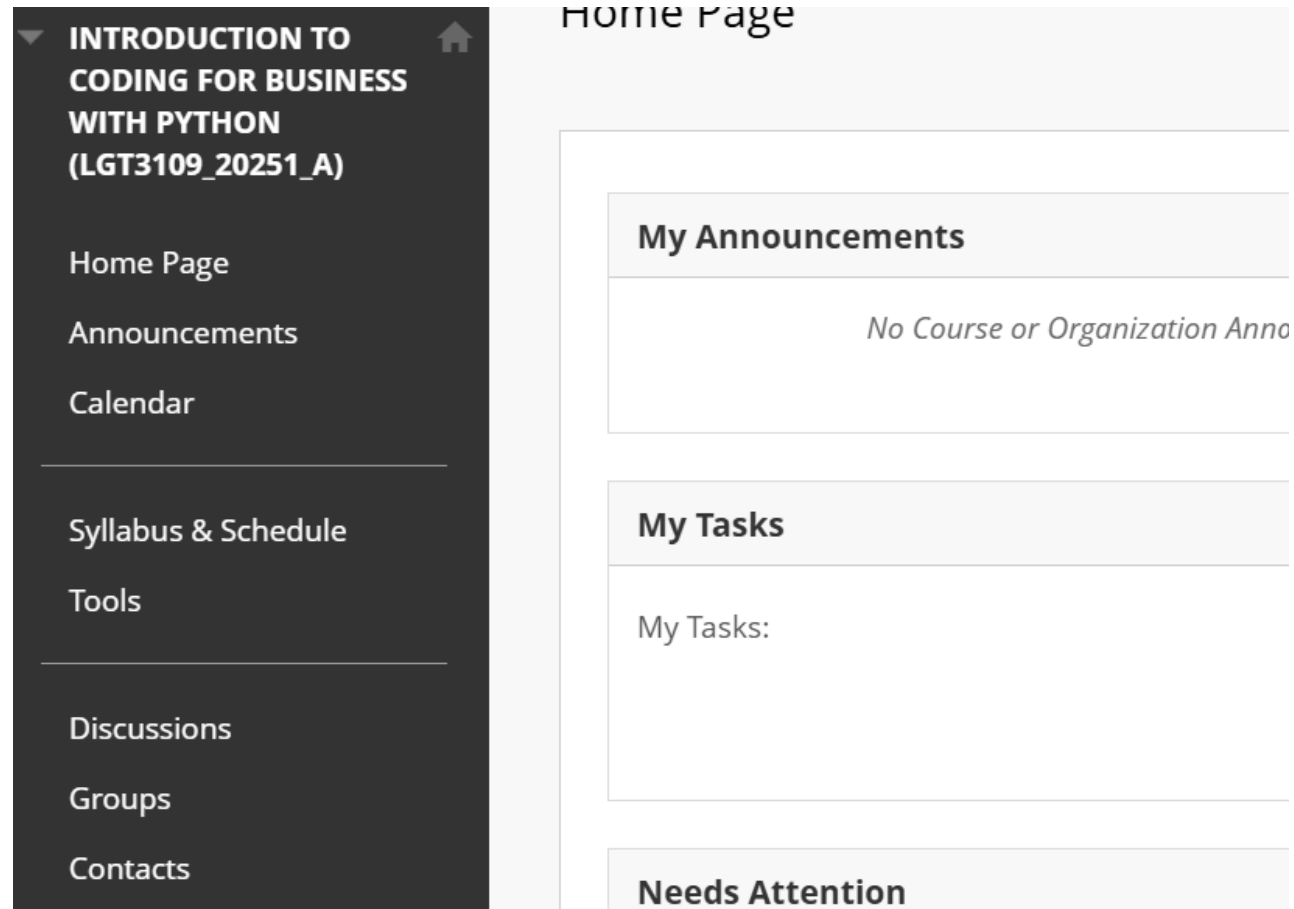 INTRODUCTION TO
CODING FOR BUSINESS
WITH PYTHON
(LGT3109_20251_A)
Home Page
Announcements
Calendar
Syllabus & Schedule
Tools
Discussions
Groups
Contacts
Home Page
My Announcements
No Course or Organization
My Tasks
My Tasks:
Needs Attention